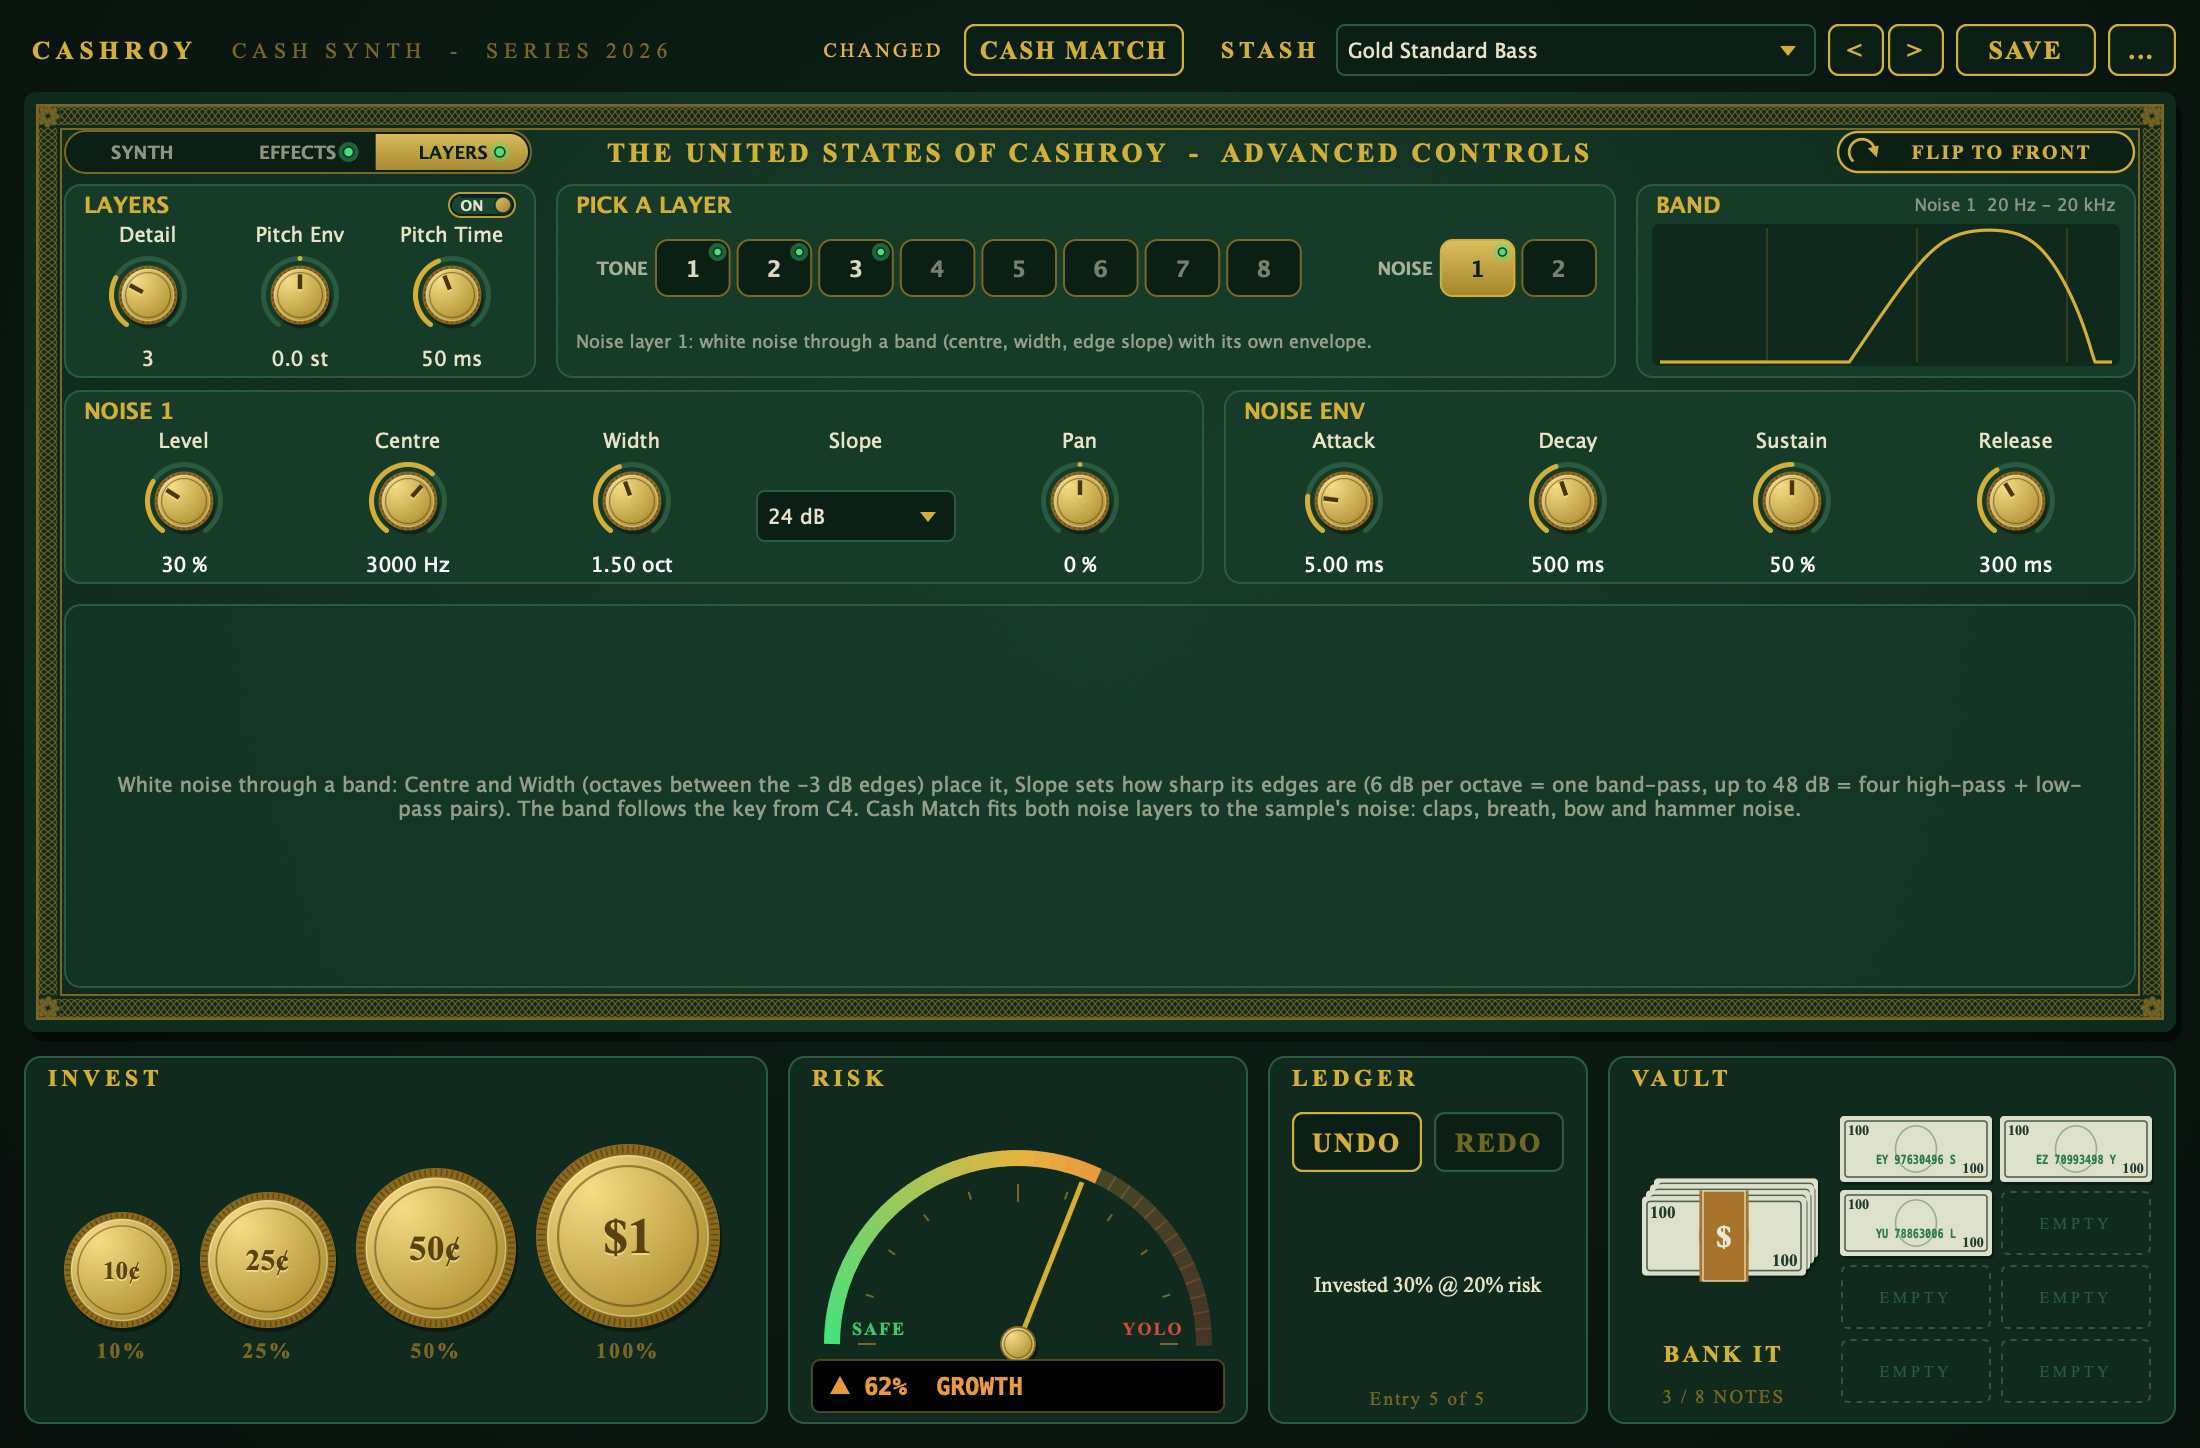 CASHROY CASH SYNTH - SERIES 2026 CHANGED CASH MATCH STASH Gold Standard Bass < > SAVE ...
SYNTH EFFECTS LAYERS THE UNITED STATES OF CASHROY - ADVANCED CONTROLS FLIP TO FRONT
LAYERS ON
Detail Pitch Env Pitch Time
3 0.0 st 50 ms
PICK A LAYER
TONE 1 2 3 4 5 6 7 8 NOISE 1 2
Noise layer 1: white noise through a band (centre, width, edge slope) with its own envelope.
BAND Noise 1 20 Hz – 20 kHz
NOISE 1
Level Centre Width Slope Pan
24 dB
30 % 3000 Hz 1.50 oct 0 %
NOISE ENV
Attack Decay Sustain Release
5.00 ms 500 ms 50 % 300 ms
White noise through a band: Centre and Width (octaves between the –3 dB edges) place it, Slope sets how sharp its edges are (6 dB per octave = one band-pass, up to 48 dB = four high-pass + low-
pass pairs). The band follows the key from C4. Cash Match fits both noise layers to the sample's noise: claps, breath, bow and hammer noise.
INVEST
10¢ 25¢ 50¢ $1
10% 25% 50% 100%
RISK
SAFE YOLO
62% GROWTH
LEDGER
UNDO REDO
Invested 30% @ 20% risk
Entry 5 of 5
VAULT
100 $ 100
BANK IT
3 / 8 NOTES
100 EY 97630496 S 100
100 EZ 70993498 Y 100
100 YU 78863006 L 100
EMPTY
EMPTY EMPTY
EMPTY EMPTY